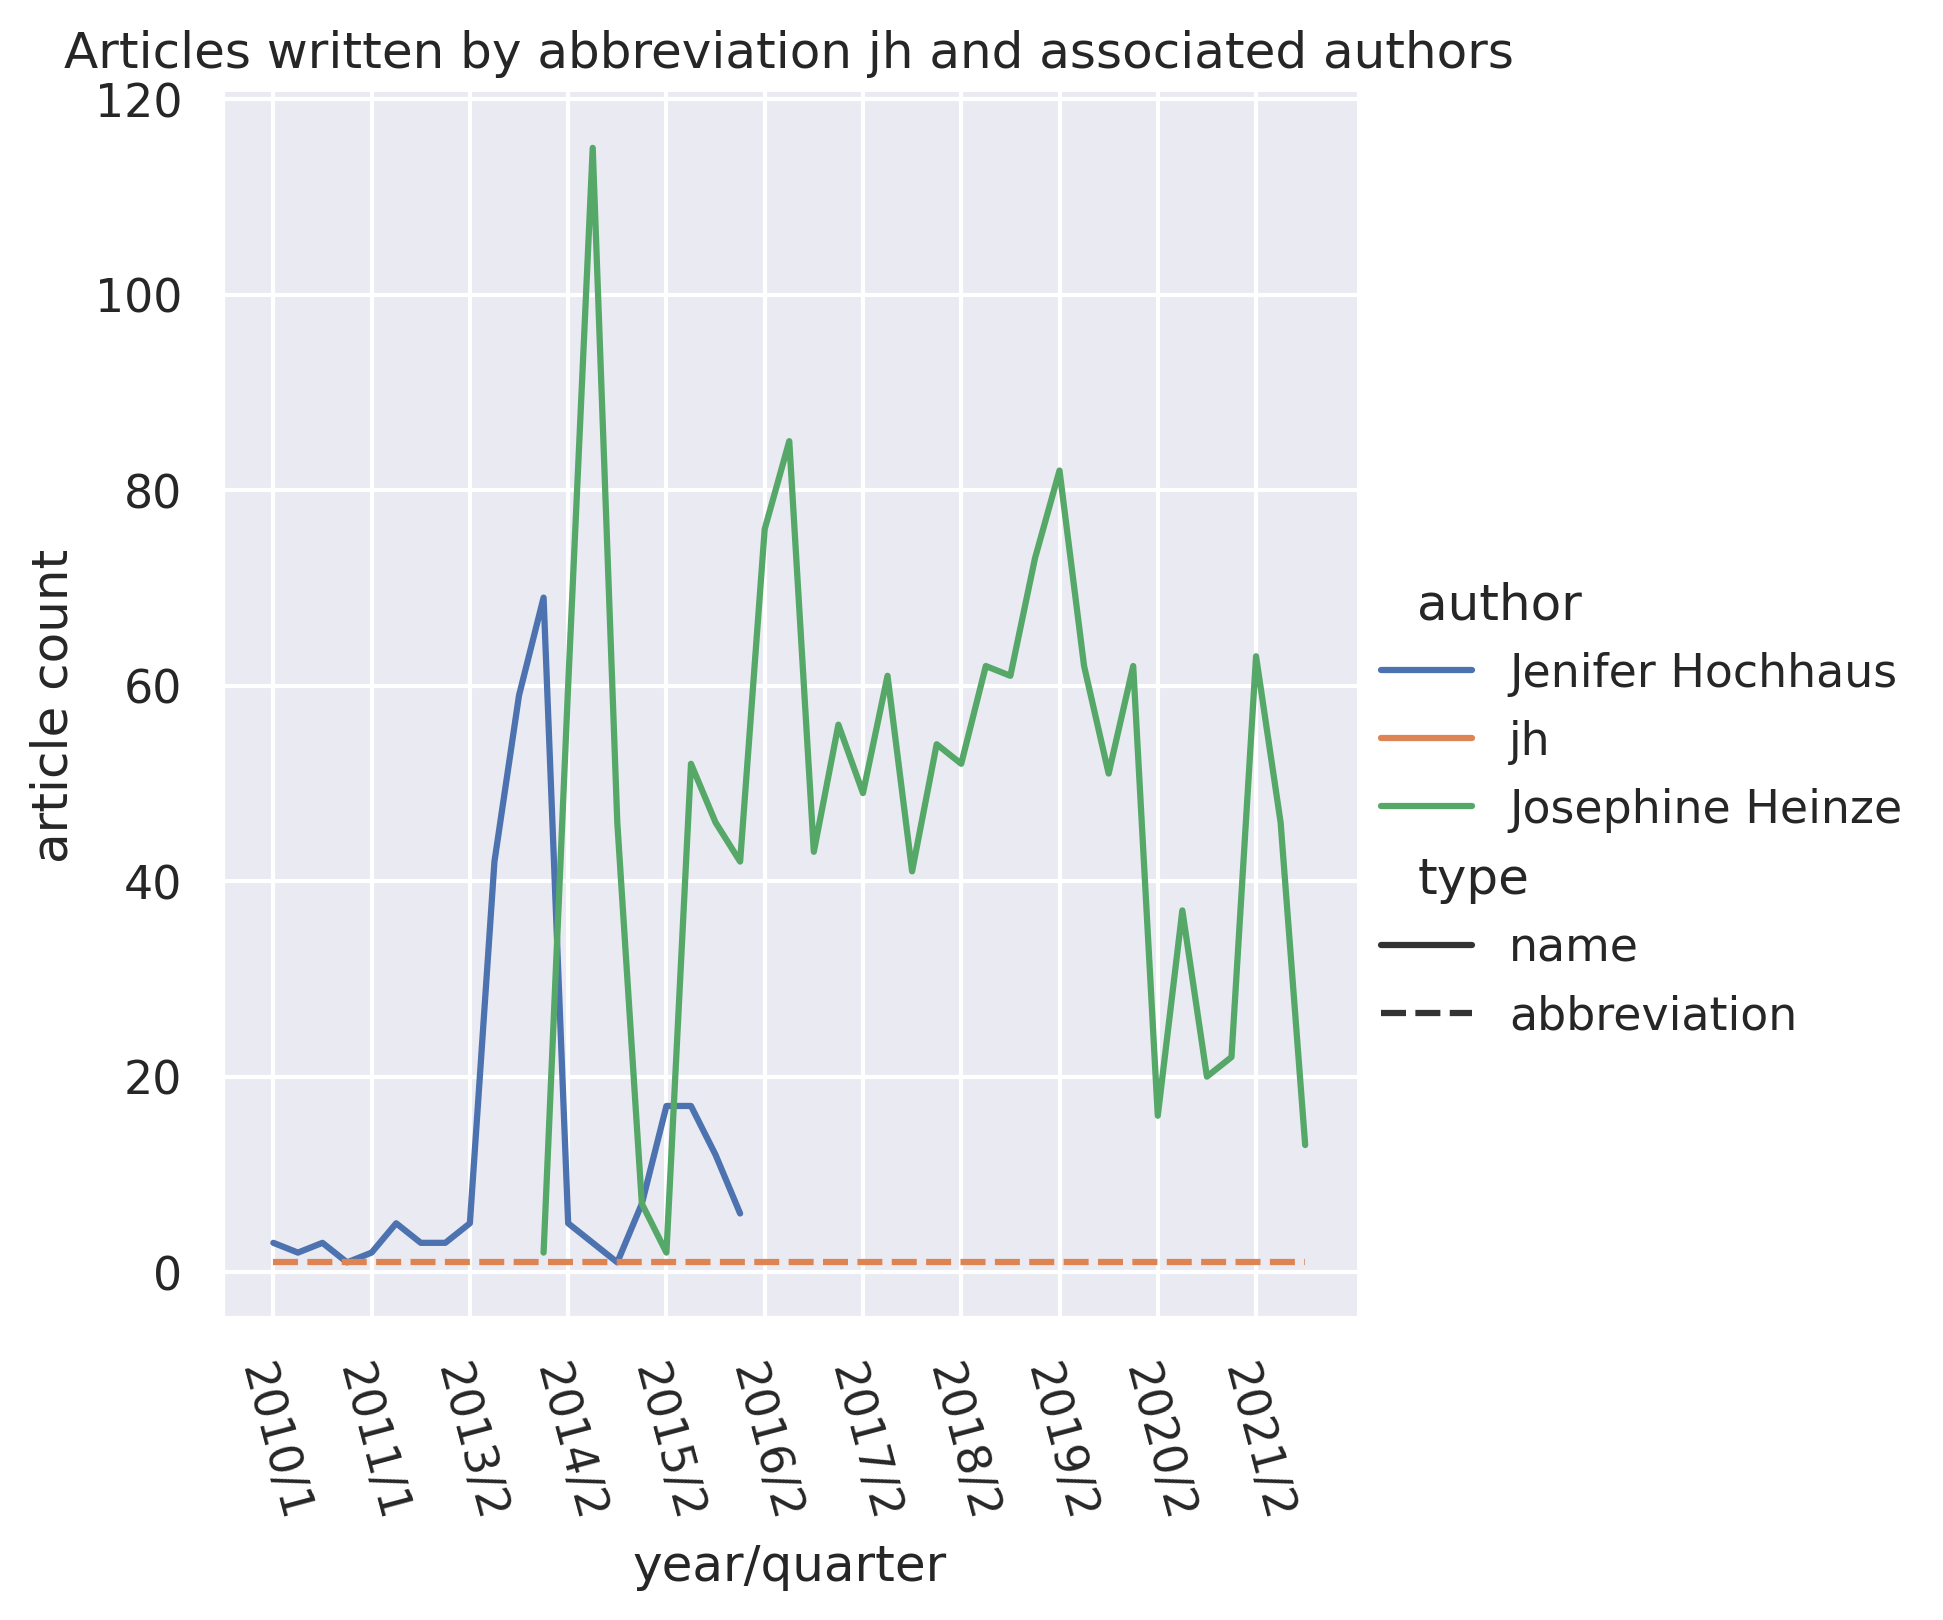 Articles written by abbreviation jh and associated authors
120
100
80
60
40
20
0
article count
2010/1
2011/1
2013/2
2014/2
2015/2
2016/2
2017/2
2018/2
2019/2
2020/2
2021/2
year/quarter
author
Jenifer Hochhaus
jh
Josephine Heinze
type
name
abbreviation